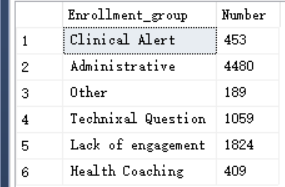 Enrollment_group Number
1 Clinical Alert 453
2 Administrative 4480
3 Other 189
4 Technixal Question 1059
5 Lack of engagement 1824
6 Health Coaching 409